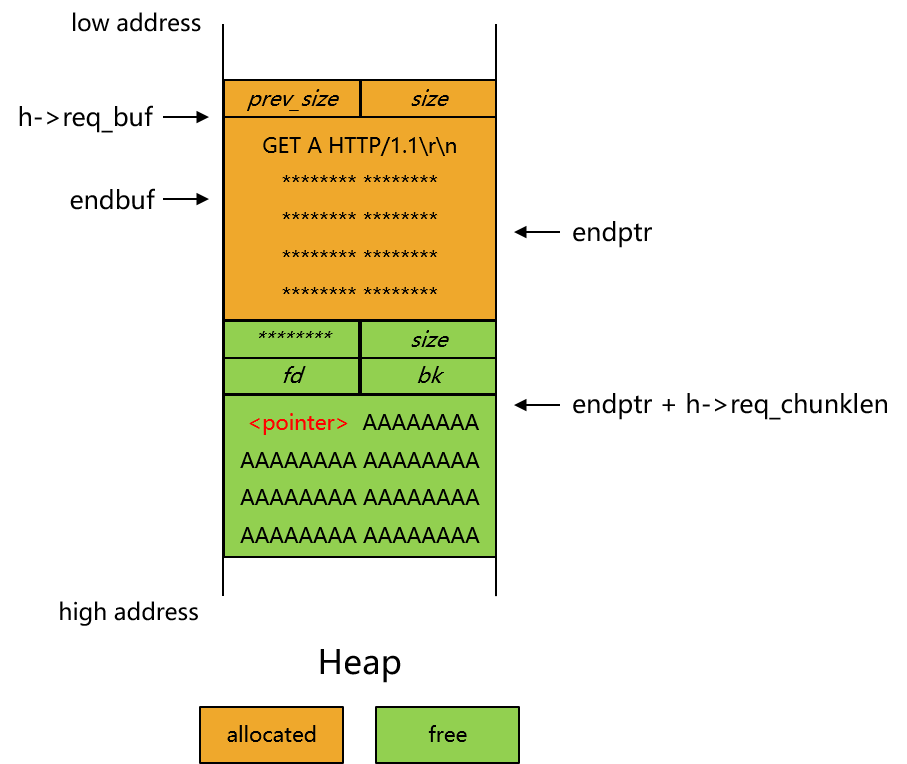 low address
prev_size size
h->req_buf
GET A HTTP/1.1\r\n
******** ********
endbuf
******** ********
endptr
******** ********
******** ********
******** size
fd bk
endptr + h->req_chunklen
<pointer> AAAAAAAA
AAAAAAAA AAAAAAAA
AAAAAAAA AAAAAAAA
AAAAAAAA AAAAAAAA
high address
Heap
allocated free